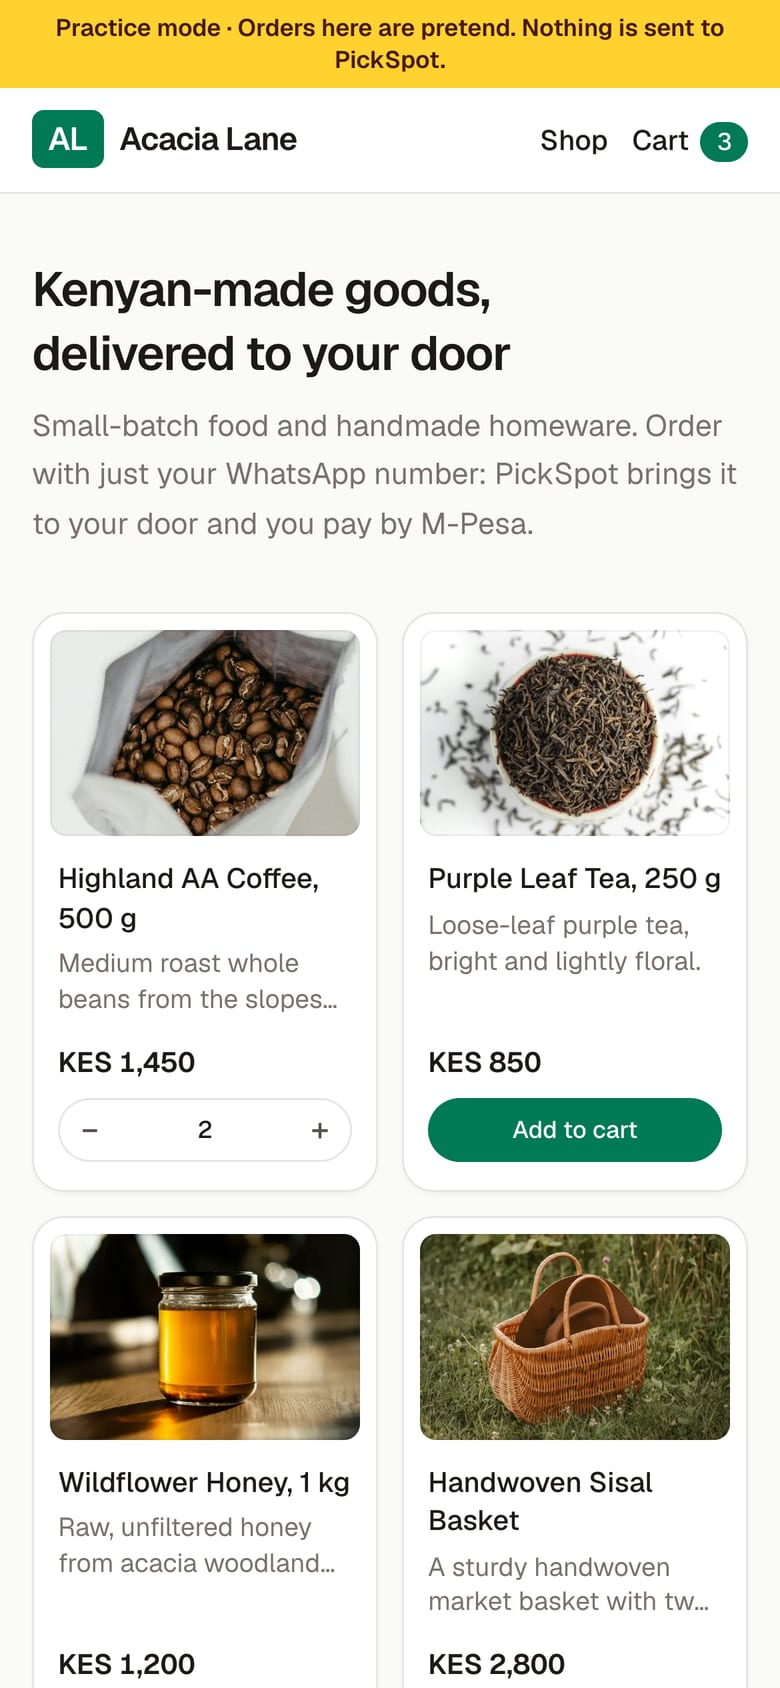 Practice mode · Orders here are pretend. Nothing is sent to
PickSpot.
AL Acacia Lane Shop Cart 3
Kenyan-made goods,
delivered to your door
Small-batch food and handmade homeware. Order
with just your WhatsApp number: PickSpot brings it
to your door and you pay by M-Pesa.
Highland AA Coffee,
500 g
Medium roast whole
beans from the slopes...
KES 1,450
− 2 +
Purple Leaf Tea, 250 g
Loose-leaf purple tea,
bright and lightly floral.
KES 850
Add to cart
Wildflower Honey, 1 kg
Raw, unfiltered honey
from acacia woodland...
KES 1,200
Handwoven Sisal
Basket
A sturdy handwoven
market basket with tw...
KES 2,800